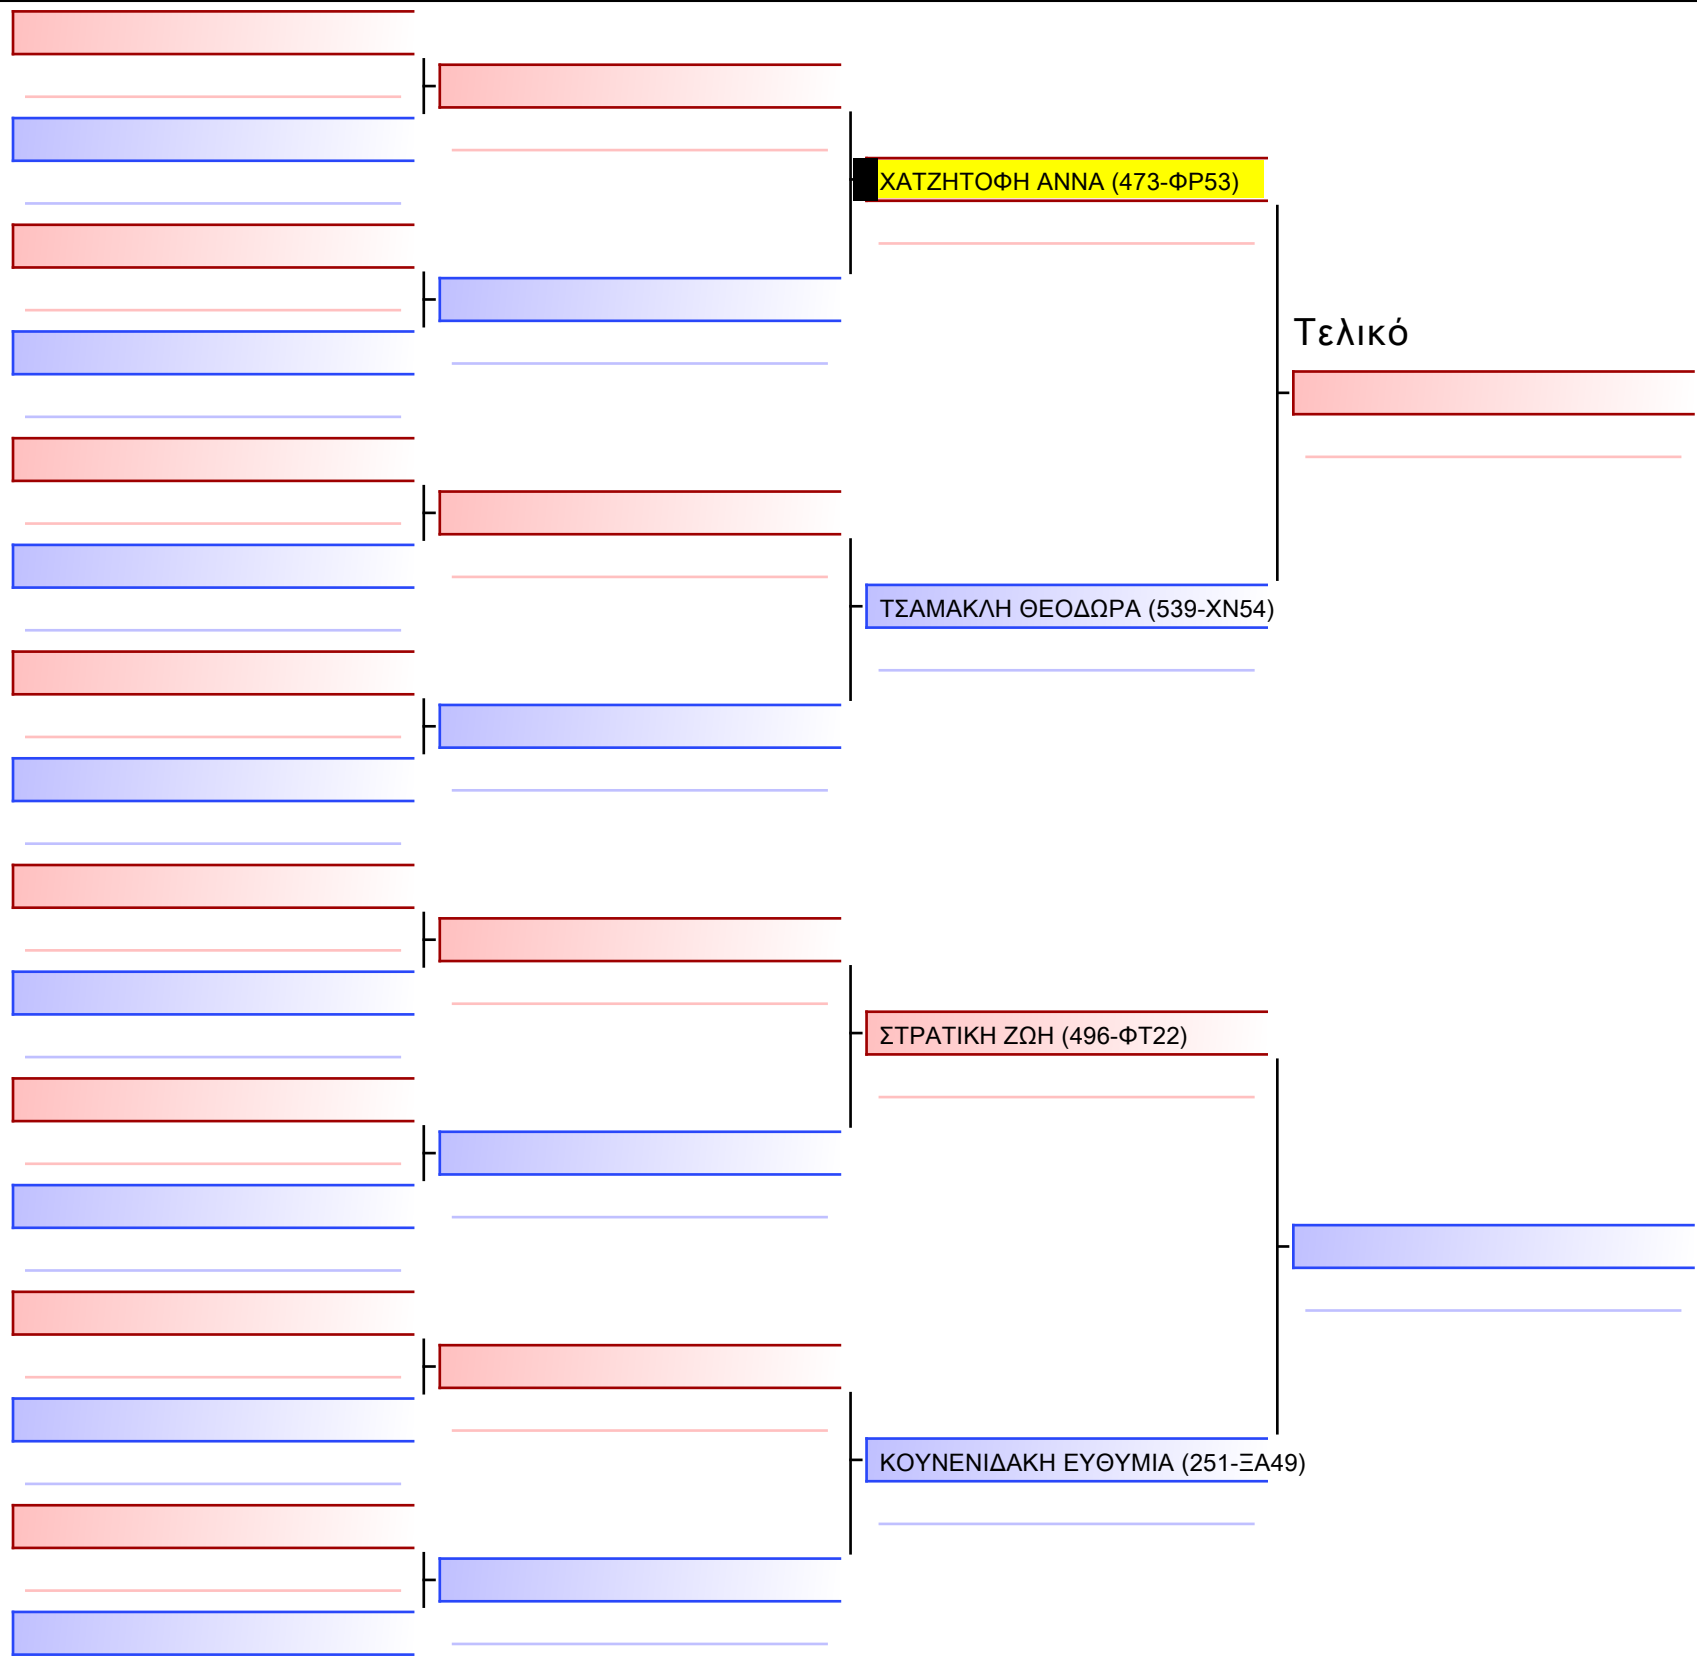 ΧΑΤΖΗΤΟΦΗ ΑΝΝΑ (473-ΦΡ53)
Τελικό
ΤΣΑΜΑΚΛΗ ΘΕΟΔΩΡΑ (539-ΧΝ54)
ΣΤΡΑΤΙΚΗ ΖΩΗ (496-ΦΤ22)
ΚΟΥΝΕΝΙΔΑΚΗ ΕΥΘΥΜΙΑ (251-ΞΑ49)